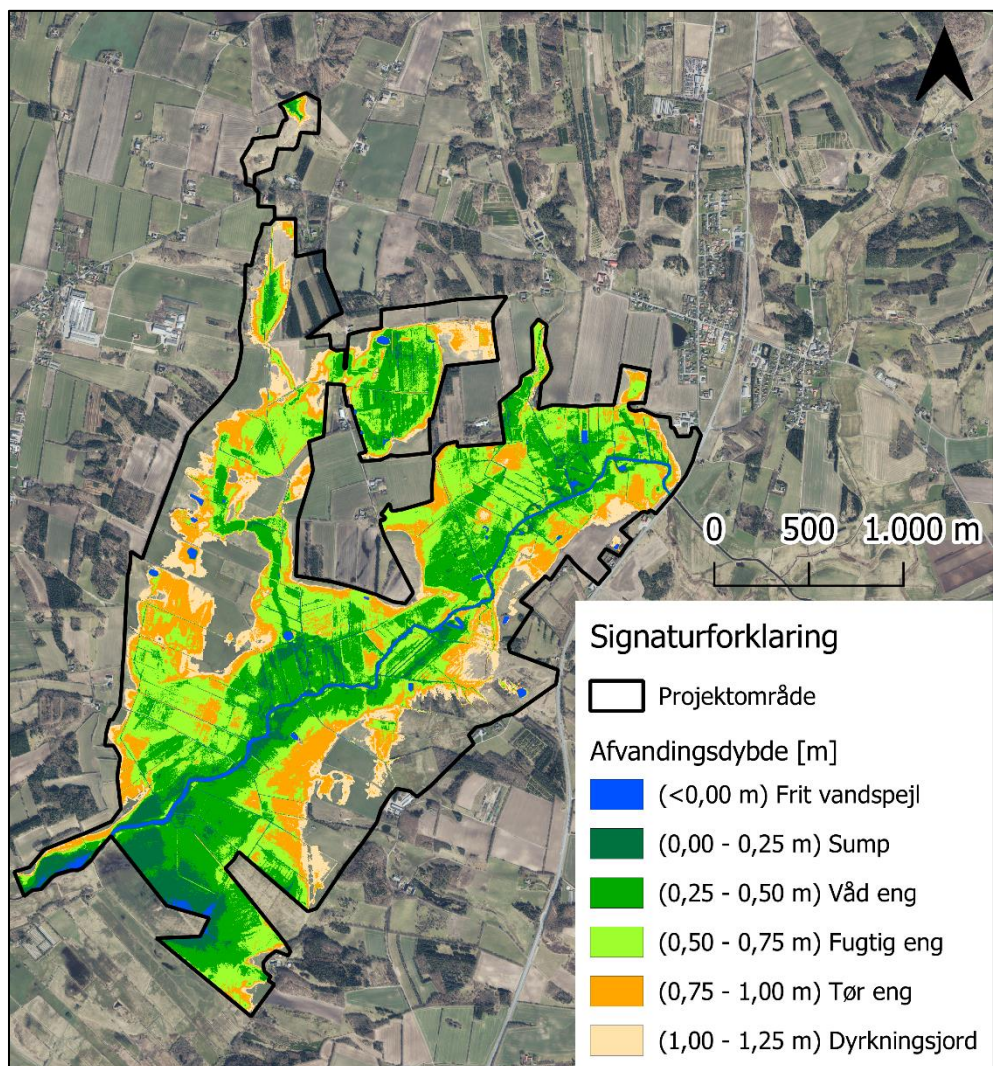 0 500 1.000 m
Signaturforklaring
Projektområde
Afvandingsdybde [m]
(<0,00 m) Frit vandspejl
(0,00 - 0,25 m) Sump
(0,25 - 0,50 m) Våd eng
(0,50 - 0,75 m) Fugtig eng
(0,75 - 1,00 m) Tør eng
(1,00 - 1,25 m) Dyrkningsjord